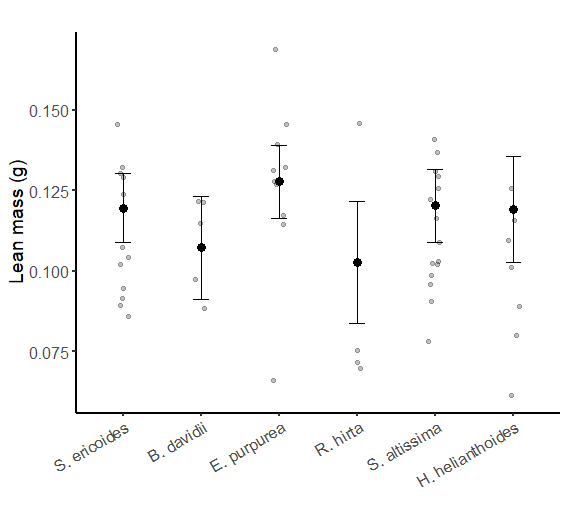 Lean mass (g)
0.150
0.125
0.100
0.075
S. ericoides
B. davidii
E. purpurea
R. hirta
S. altissima
H. helianthoides